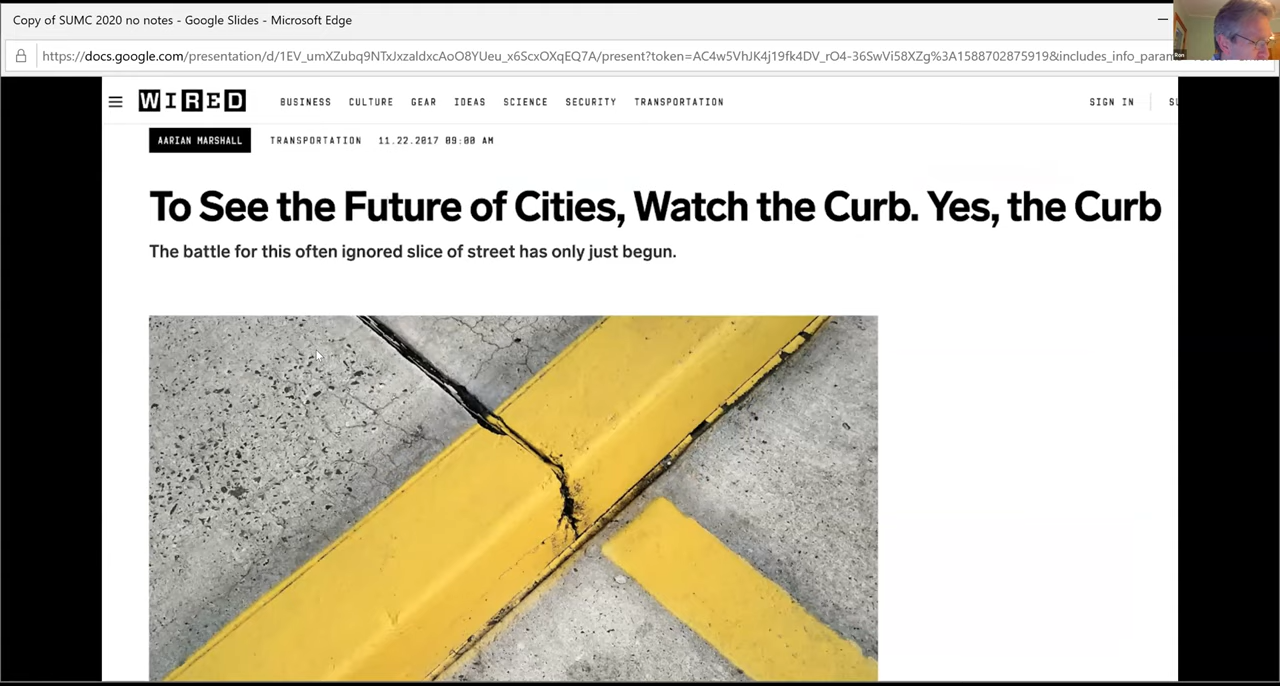 Copy of SUMC 2020 no notes - Google Slides - Microsoft Edge
https://docs.google.com/presentation/d/1EV_umXZubq9NTxJxzaldxcAoO8YUeu_x6ScxOXqEQ7A/present?token=AC4w5VhJK4j19fk4DV_rO4-36SwVi58XZg%3A1588702875919&includes_info_param
Ron
WIRED BUSINESS CULTURE GEAR IDEAS SCIENCE SECURITY TRANSPORTATION SIGN IN
AARIAN MARSHALL TRANSPORTATION 11.22.2017 09:00 AM
To See the Future of Cities, Watch the Curb. Yes, the Curb
The battle for this often ignored slice of street has only just begun.